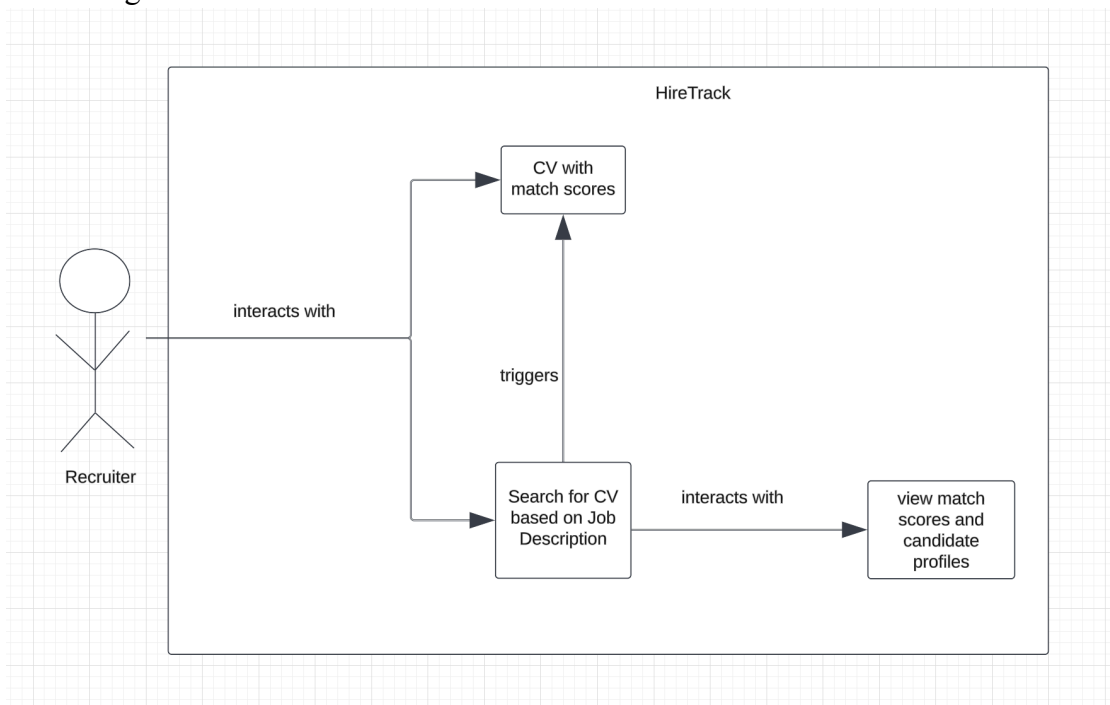 HireTrack
CV with
match scores
interacts with
triggers
Recruiter
Search for CV
based on Job
Description
interacts with
view match
scores and
candidate
profiles